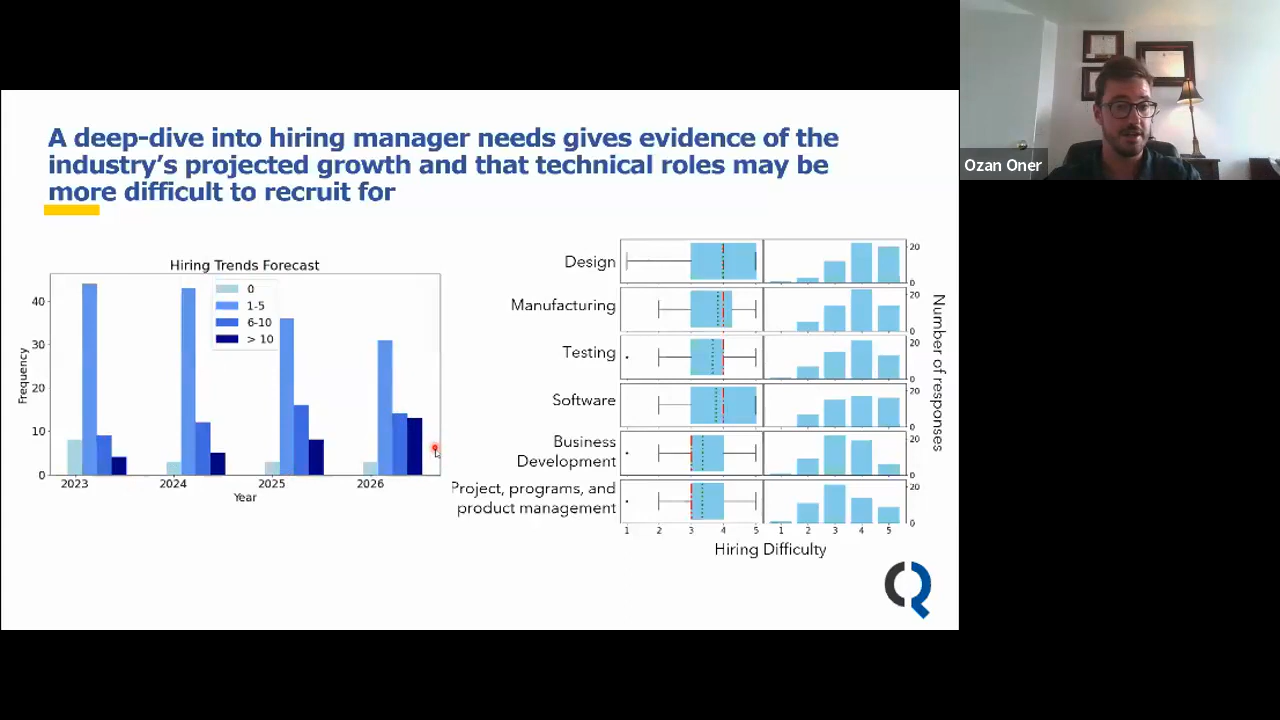 A deep-dive into hiring manager needs gives evidence of the
industry's projected growth and that technical roles may be
more difficult to recruit for
Ozan Oner
Hiring Trends Forecast
0
1-5
6-10
> 10
40
30
20
10
0
Frequency
2023 2024 2025 2026
Year
Design
Manufacturing
Testing
Software
Business
Development
Project, programs, and
product management
20
0
20
0
20
0
20
0
20
0
20
0
Number of responses
1 2 3 4 5 1 2 3 4 5
Hiring Difficulty
CQ